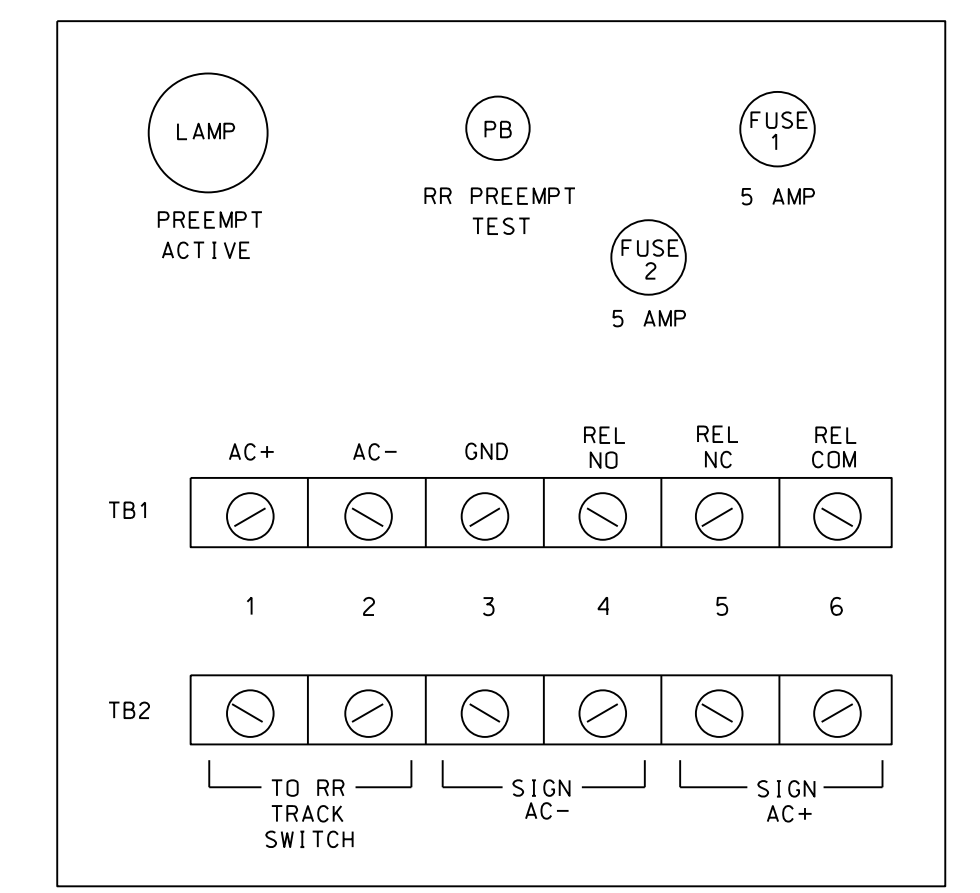 LAMP
PREEMPT
ACTIVE
PB
RR PREEMPT
TEST
FUSE
1
5 AMP
FUSE
2
5 AMP
AC+
AC-
GND
REL
NO
REL
NC
REL
COM
TB1
1
2
3
4
5
6
TB2
TO RR
TRACK
SWITCH
SIGN
AC-
SIGN
AC+